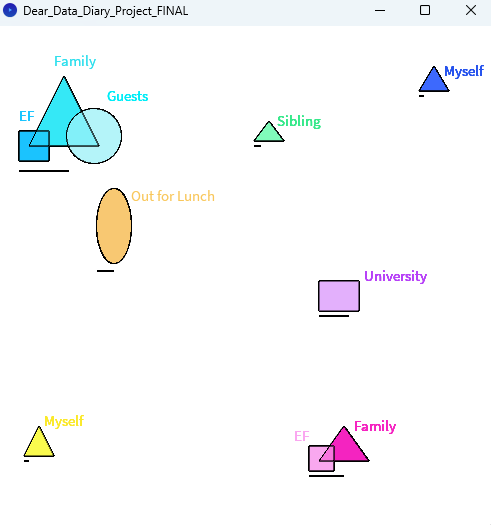 Dear_Data_Diary_Project_FINAL
Family
Myself
Guests
EF
Sibling
Out for Lunch
University
Myself
Family
EF